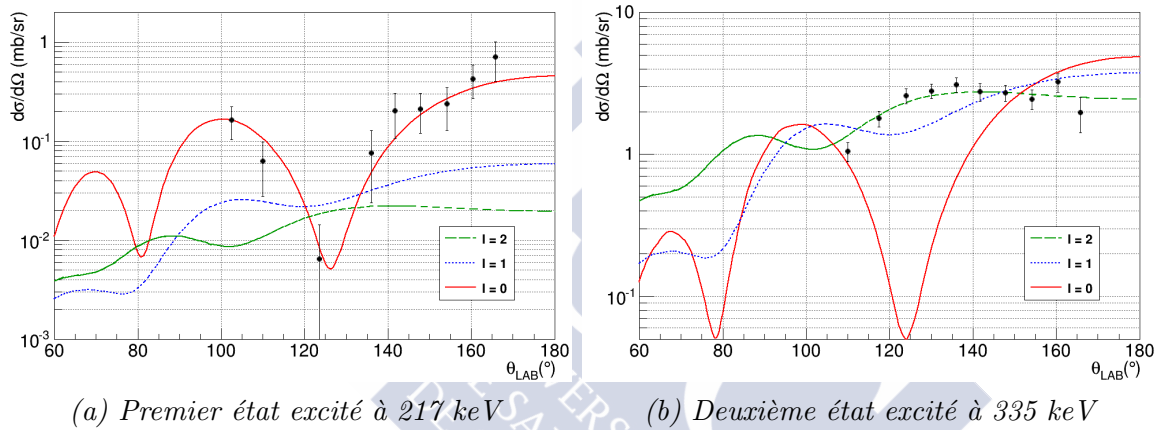 dσ/dΩ (mb/sr)
1
10⁻¹
10⁻²
10⁻³
60 80 100 120 140 160 180
θLAB(°)
l = 2
l = 1
l = 0
(a) Premier état excité à 217 keV
dσ/dΩ (mb/sr)
10
1
10⁻¹
60 80 100 120 140 160 180
θLAB(°)
l = 2
l = 1
l = 0
(b) Deuxième état excité à 335 keV